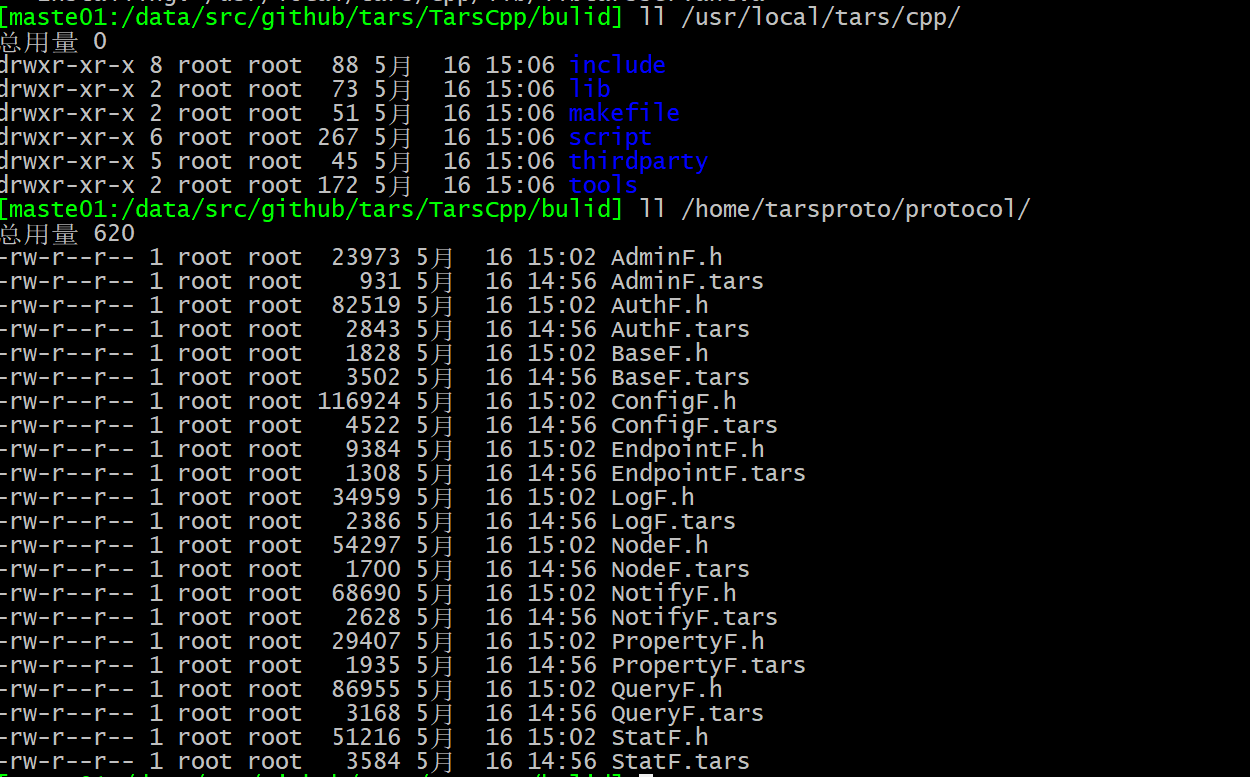 [maste01:/data/src/github/tars/TarsCpp/bulid] ll /usr/local/tars/cpp/
总用量 0
drwxr-xr-x 8 root root  88 5月  16 15:06 include
drwxr-xr-x 2 root root  73 5月  16 15:06 lib
drwxr-xr-x 2 root root  51 5月  16 15:06 makefile
drwxr-xr-x 6 root root 267 5月  16 15:06 script
drwxr-xr-x 5 root root  45 5月  16 15:06 thirdparty
drwxr-xr-x 2 root root 172 5月  16 15:06 tools
[maste01:/data/src/github/tars/TarsCpp/bulid] ll /home/tarsproto/protocol/
总用量 620
-rw-r--r-- 1 root root  23973 5月  16 15:02 AdminF.h
-rw-r--r-- 1 root root    931 5月  16 14:56 AdminF.tars
-rw-r--r-- 1 root root  82519 5月  16 15:02 AuthF.h
-rw-r--r-- 1 root root   2843 5月  16 14:56 AuthF.tars
-rw-r--r-- 1 root root   1828 5月  16 15:02 BaseF.h
-rw-r--r-- 1 root root   3502 5月  16 14:56 BaseF.tars
-rw-r--r-- 1 root root 116924 5月  16 15:02 ConfigF.h
-rw-r--r-- 1 root root   4522 5月  16 14:56 ConfigF.tars
-rw-r--r-- 1 root root   9384 5月  16 15:02 EndpointF.h
-rw-r--r-- 1 root root   1308 5月  16 14:56 EndpointF.tars
-rw-r--r-- 1 root root  34959 5月  16 15:02 LogF.h
-rw-r--r-- 1 root root   2386 5月  16 14:56 LogF.tars
-rw-r--r-- 1 root root  54297 5月  16 15:02 NodeF.h
-rw-r--r-- 1 root root   1700 5月  16 14:56 NodeF.tars
-rw-r--r-- 1 root root  68690 5月  16 15:02 NotifyF.h
-rw-r--r-- 1 root root   2628 5月  16 14:56 NotifyF.tars
-rw-r--r-- 1 root root  29407 5月  16 15:02 PropertyF.h
-rw-r--r-- 1 root root   1935 5月  16 14:56 PropertyF.tars
-rw-r--r-- 1 root root  86955 5月  16 15:02 QueryF.h
-rw-r--r-- 1 root root   3168 5月  16 14:56 QueryF.tars
-rw-r--r-- 1 root root  51216 5月  16 15:02 StatF.h
-rw-r--r-- 1 root root   3584 5月  16 14:56 StatF.tars